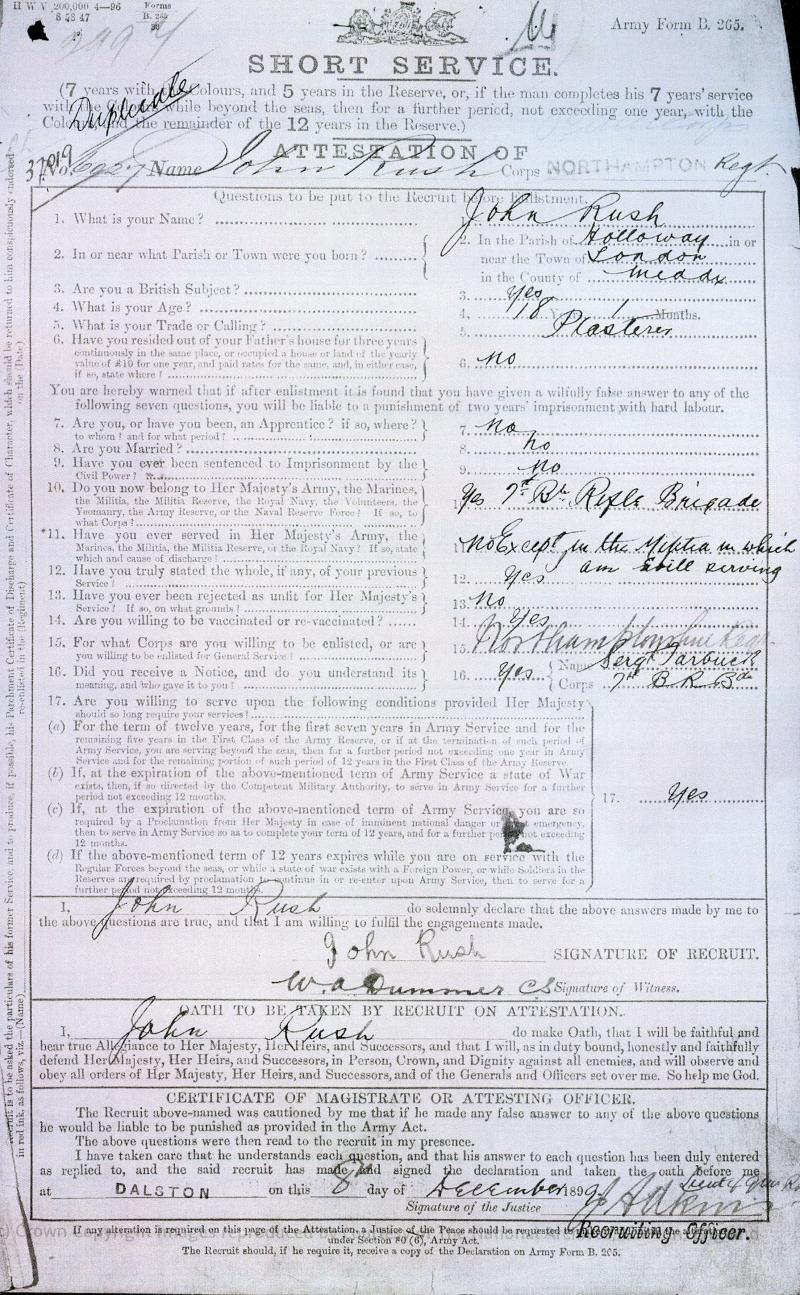 H W V 200,000 4—96 Forms
B. 265
Army Form B. 265.
SHORT SERVICE.
(7 years with the Colours, and 5 years in the Reserve, or, if the man completes his 7 years' service
with the Colours while beyond the seas, then for a further period, not exceeding one year, with the
Colours, and the remainder of the 12 years in the Reserve.)
Duplicate
ATTESTATION OF
No. 6927 Name John Rush Corps NORTHAMPTON Regt.
Questions to be put to the Recruit before Enlistment.
1. What is your Name? 1. John Rush
2. In or near what Parish or Town were you born? 2. In the Parish of Holloway in or
near the Town of London
in the County of Middx
3. Are you a British Subject? 3. Yes
4. What is your Age? 4. 18 Years 1 Months.
5. What is your Trade or Calling? 5. Plasterer
6. Have you resided out of your Father's house for three years
continuously in the same place, or occupied a house or land of the yearly
value of £10 for one year, and paid rates for the same, and, in either case,
if so, state where? 6. No
You are hereby warned that if after enlistment it is found that you have given a wilfully false answer to any of the
following seven questions, you will be liable to a punishment of two years' imprisonment with hard labour.
7. Are you, or have you been, an Apprentice? if so, where?
to whom? and for what period? 7. No
8. Are you Married? 8. No
9. Have you ever been sentenced to Imprisonment by the
Civil Power? 9. No
10. Do you now belong to Her Majesty's Army, the Marines,
the Militia, the Militia Reserve, the Royal Navy, the Volunteers, the
Yeomanry, the Army Reserve, or the Naval Reserve Force? If so, to
what Corps? Yes 7th Bn Rifle Brigade
*11. Have you ever served in Her Majesty's Army, the
Marines, the Militia, the Militia Reserve, or the Royal Navy? If so, state
which and cause of discharge? 11. No Except in the Militia in which
am still serving
12. Have you truly stated the whole, if any, of your previous
Service? 12. Yes
13. Have you ever been rejected as unfit for Her Majesty's
Service? If so, on what grounds? 13. No
14. Are you willing to be vaccinated or re-vaccinated? 14. Yes
15. For what Corps are you willing to be enlisted, or are
you willing to be enlisted for General Service? 15. Northamptonshire Regt
16. Did you receive a Notice, and do you understand its
meaning, and who gave it to you? 16. Yes Name Sergt Tarbuck
Corps 7th B R. Bde
17. Are you willing to serve upon the following conditions provided Her Majesty
should so long require your services?
(a) For the term of twelve years, for the first seven years in Army Service and for the
remaining five years in the First Class of the Army Reserve, or if at the termination of such period of
Army Service, you are serving beyond the seas, then for a further period not exceeding one year in Army
Service and for the remaining portion of such period of 12 years in the First Class of the Army Reserve.
(b) If, at the expiration of the above-mentioned term of Army Service a state of War
exists, then, if so directed by the Competent Military Authority, to serve in Army Service for a further
period not exceeding 12 months.
17. Yes
(c) If, at the expiration of the above-mentioned term of Army Service, you are so
required by a Proclamation from Her Majesty in case of imminent national danger or emergency,
then to serve in Army Service so as to complete your term of 12 years, and for a further period not exceeding
12 months.
(d) If the above-mentioned term of 12 years expires while you are on service with the
Regular Forces beyond the seas, or while a state of war exists with a Foreign Power, or while Soldiers in the
Reserve are required by proclamation to continue in or re-enter upon Army Service, then to serve for a
further period not exceeding 12 months.
I, John Rush do solemnly declare that the above answers made by me to
the above questions are true, and that I am willing to fulfil the engagements made.
John Rush SIGNATURE OF RECRUIT.
W. A Dummer CS Signature of Witness.
OATH TO BE TAKEN BY RECRUIT ON ATTESTATION.
I, John Rush do make Oath, that I will be faithful and
bear true Allegiance to Her Majesty, Her Heirs, and Successors, and that I will, as in duty bound, honestly and faithfully
defend Her Majesty, Her Heirs, and Successors, in Person, Crown, and Dignity against all enemies, and will observe and
obey all orders of Her Majesty, Her Heirs, and Successors, and of the Generals and Officers set over me. So help me God.
CERTIFICATE OF MAGISTRATE OR ATTESTING OFFICER.
The Recruit above-named was cautioned by me that if he made any false answer to any of the above questions
he would be liable to be punished as provided in the Army Act.
The above questions were then read to the recruit in my presence.
I have taken care that he understands each question, and that his answer to each question has been duly entered
as replied to, and the said recruit has made and signed the declaration and taken the oath before me
at DALSTON on this 8th day of December 189
Signature of the Justice
Recruiting Officer.
If any alteration is required on this page of the Attestation, a Justice of the Peace should be requested to
under Section 80 (6), Army Act.
The Recruit should, if he require it, receive a copy of the Declaration on Army Form B. 265.